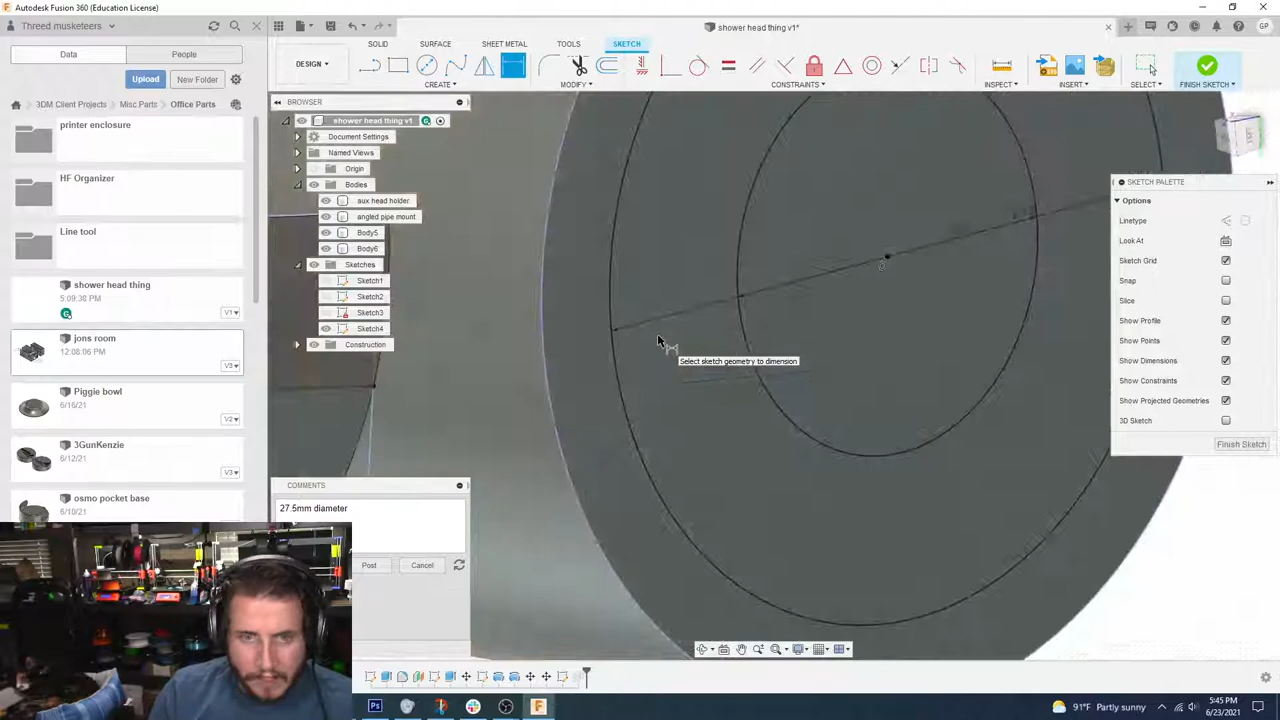 Autodesk Fusion 360 (Education License)
Thread musketeers
shower head thing v1*
GP
Data
People
Upload
New Folder
3DM Client Projects
Misc Parts
Office Parts
printer enclosure
HF Organizer
Line tool
shower head thing
5:09:38 PM
V1
jons room
12:08:06 PM
V3
Piggie bowl
6/16/21
V2
3GunKenzie
6/12/21
V3
osmo pocket base
6/10/21
DESIGN
SOLID
SURFACE
SHEET METAL
TOOLS
SKETCH
CREATE
MODIFY
CONSTRAINTS
INSPECT
INSERT
SELECT
FINISH SKETCH
BROWSER
shower head thing v1
Document Settings
Named Views
Origin
Bodies
aux head holder
angled pipe mount
Body5
Body6
Sketches
Sketch1
Sketch2
Sketch3
Sketch4
Construction
Select sketch geometry to dimension
SKETCH PALETTE
Options
Linetype
Look At
Sketch Grid
Snap
Slice
Show Profile
Show Points
Show Dimensions
Show Constraints
Show Projected Geometries
3D Sketch
Finish Sketch
COMMENTS
27.5mm diameter
Post
Cancel
91°F Partly sunny
5:45 PM
6/23/2021